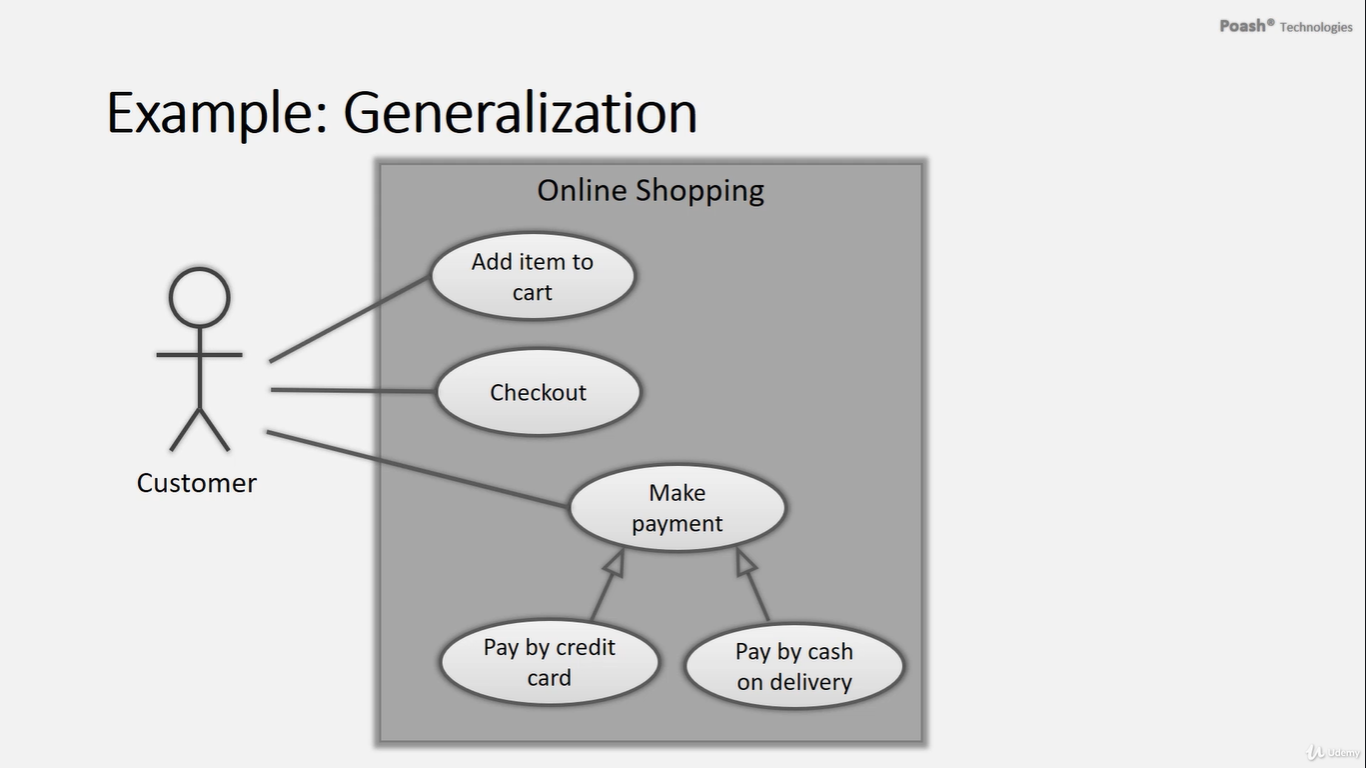 Poash® Technologies
Example: Generalization
Online Shopping
Add item to
cart
Checkout
Customer
Make
payment
Pay by credit
card
Pay by cash
on delivery
Udemy